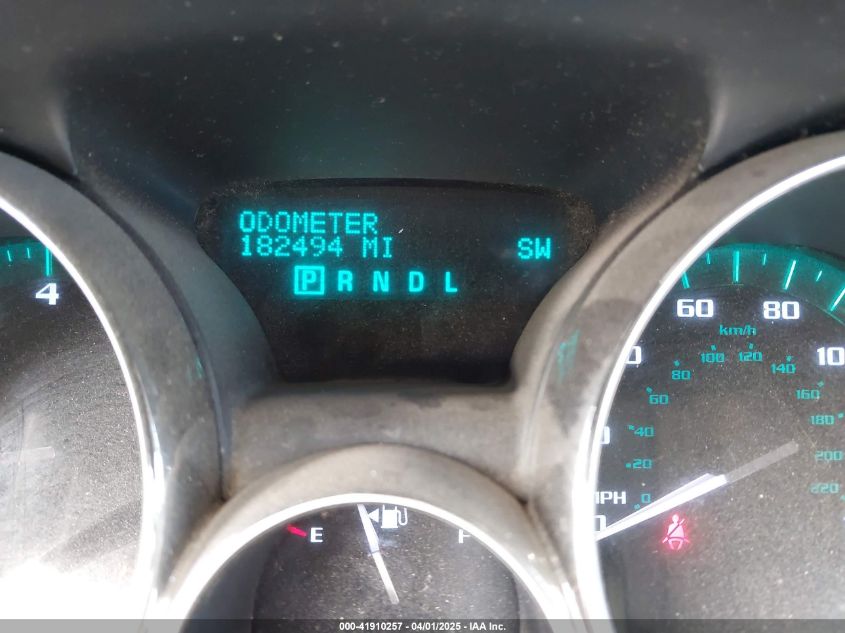 ODOMETER
182494 MI SW
P R N D L
4
60 80
km/h
100 120
80 140
60 160
40 180
20 200
0 220
MPH
E F
000-41910257 - 04/01/2025 - IAA Inc.